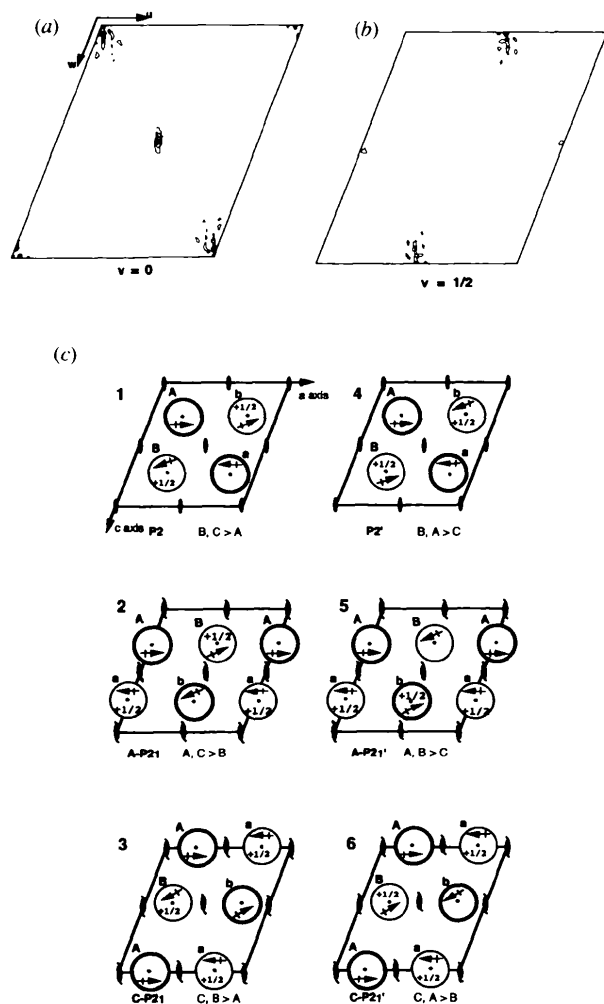 (a)
u
w
v = 0
(b)
v = 1/2
(c)
1
A
b
+1/2
a axis
B
a
+1/2
c axis
P2 B, C > A
4
A
b
+1/2
B
a
+1/2
P2' B, A > C
2
A
B
A
+1/2
a
b
a
+1/2
+1/2
A-P2₁ A, C > B
5
A
B
A
a
b
a
+1/2
+1/2
+1/2
A-P2₁' A, B > C
3
A
a
+1/2
B
b
+1/2
A
a
+1/2
C-P2₁ C, B > A
6
A
a
+1/2
B
b
+1/2
A
a
+1/2
C-P2₁' C, A > B